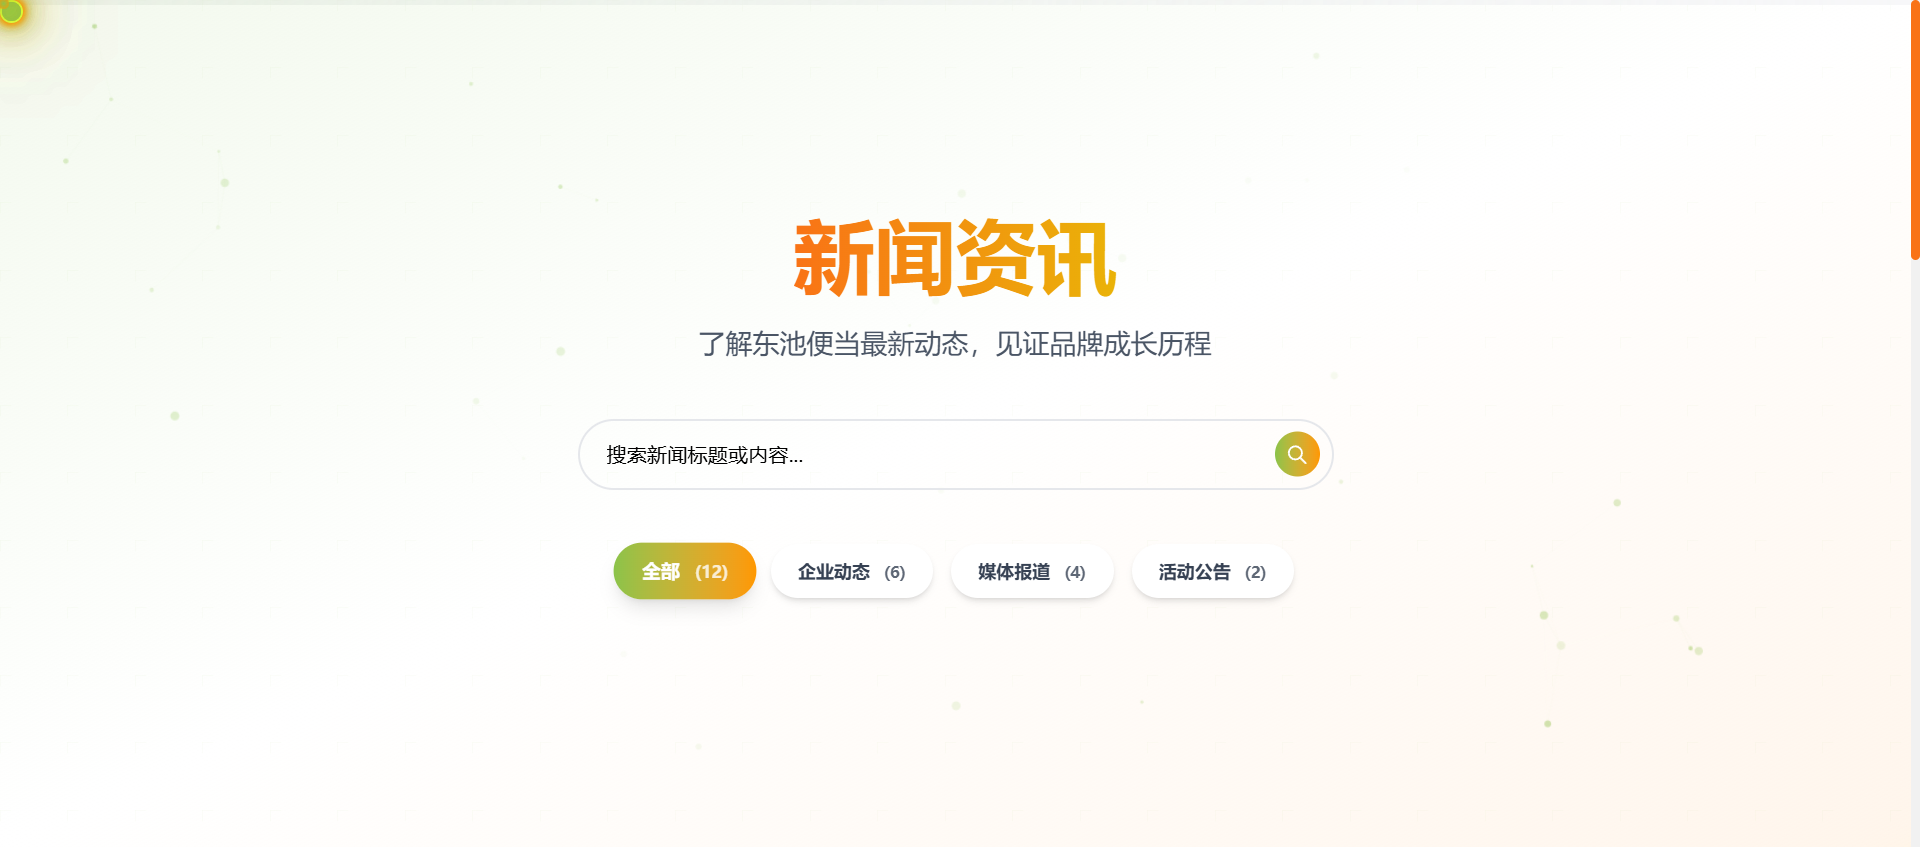 新闻资讯
了解东池便当最新动态，见证品牌成长历程
搜索新闻标题或内容...
全部 (12) 企业动态 (6) 媒体报道 (4) 活动公告 (2)